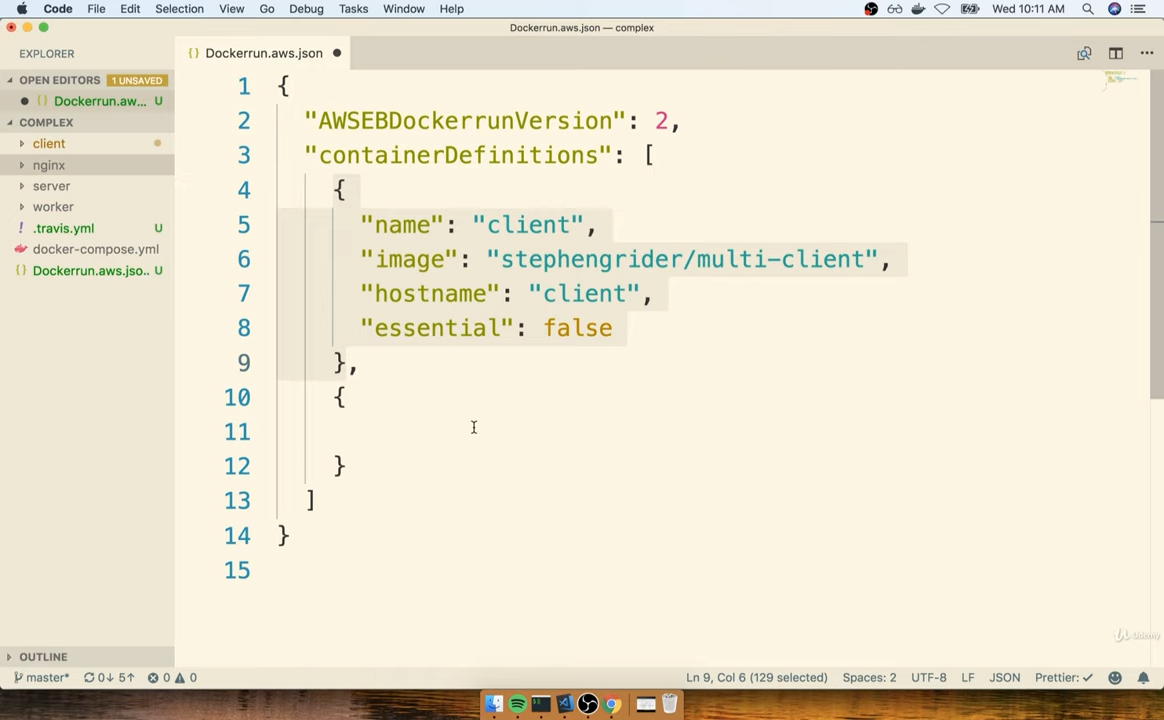 Code File Edit Selection View Go Debug Tasks Window Help Wed 10:11 AM
Dockerrun.aws.json — complex
EXPLORER
{ } Dockerrun.aws.json
OPEN EDITORS 1 UNSAVED
{ } Dockerrun.aw... U
COMPLEX
client
nginx
server
worker
! .travis.yml U
docker-compose.yml
{ } Dockerrun.aws.jso.. U
1 {
2 "AWSEBDockerrunVersion": 2,
3 "containerDefinitions": [
4 {
5 "name": "client",
6 "image": "stephengrider/multi-client",
7 "hostname": "client",
8 "essential": false
9 },
10 {
11
12 }
13 ]
14 }
15
Udemy
OUTLINE
master* 0↓ 5↑ 0 0 Ln 9, Col 6 (129 selected) Spaces: 2 UTF-8 LF JSON Prettier: ✓